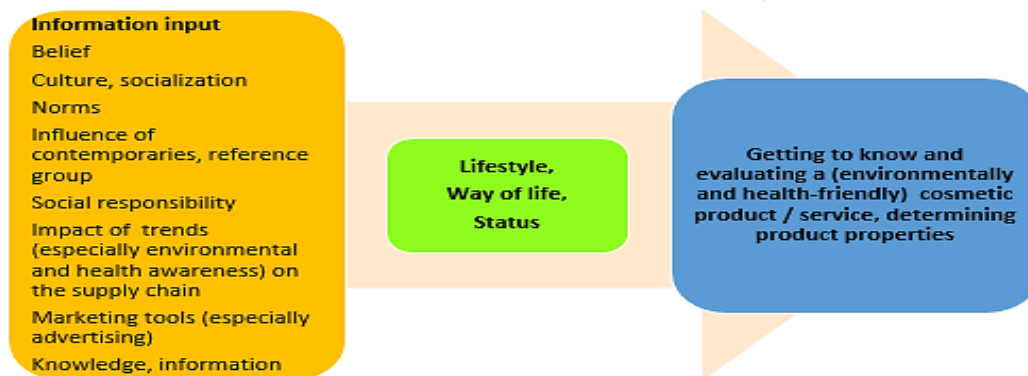 Information input
Belief
Culture, socialization
Norms
Influence of
contemporaries, reference
group
Social responsibility
Impact of trends
(especially environmental
and health awareness) on
the supply chain
Marketing tools (especially
advertising)
Knowledge, information
Lifestyle,
Way of life,
Status
Getting to know and
evaluating a (environmentally
and health-friendly) cosmetic
product / service, determining
product properties